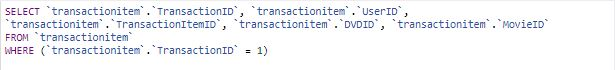 SELECT `transactionitem`.`TransactionID`, `transactionitem`.`UserID`,
`transactionitem`.`TransactionItemID`, `transactionitem`.`DVDID`, `transactionitem`.`MovieID`
FROM `transactionitem`
WHERE (`transactionitem`.`TransactionID` = 1)